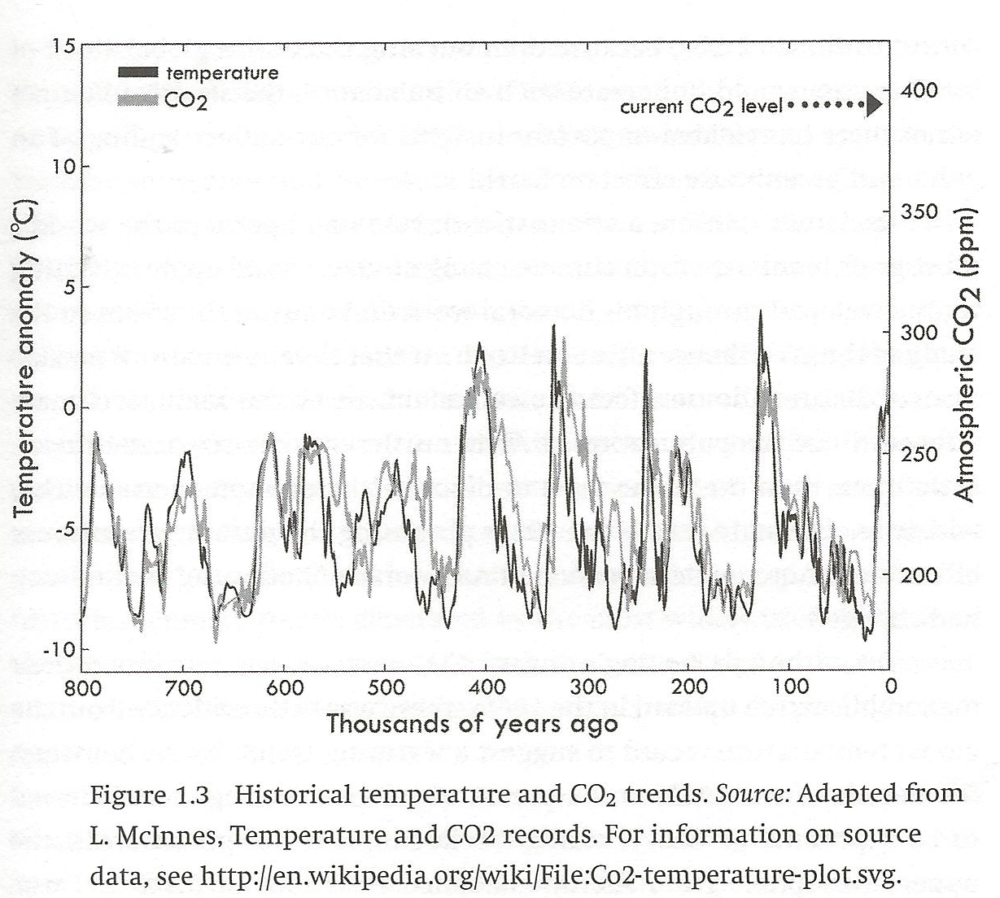 15
temperature
CO2
current CO2 level
400
10
350
5
300
0
250
-5
200
-10
Temperature anomaly (°C)
Atmospheric CO2 (ppm)
800 700 600 500 400 300 200 100 0
Thousands of years ago
Figure 1.3 Historical temperature and CO₂ trends. Source: Adapted from
L. McInnes, Temperature and CO2 records. For information on source
data, see http://en.wikipedia.org/wiki/File:Co2-temperature-plot.svg.